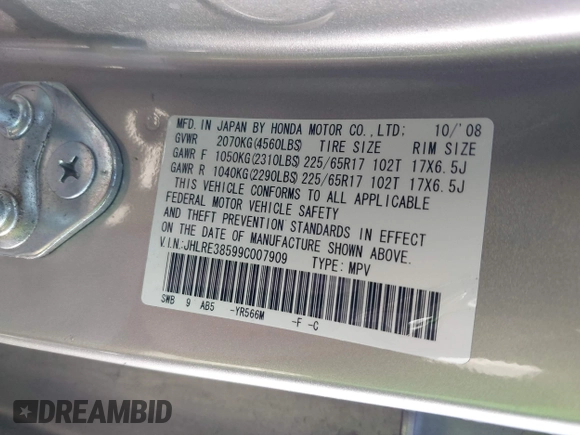 MFD. IN JAPAN BY HONDA MOTOR CO., LTD: 10/'08
GVWR 2070KG(4560LBS) TIRE SIZE RIM SIZE
GAWR F 1050KG(2310LBS) 225/65R17 102T 17X6.5J
GAWR R 1040KG(2290LBS) 225/65R17 102T 17X6.5J
THIS VEHICLE CONFORMS TO ALL APPLICABLE
FEDERAL MOTOR VEHICLE SAFETY
AND THEFT PREVENTION STANDARDS IN EFFECT
ON THE DATE OF MANUFACTURE SHOWN ABOVE.
V.I.N.:JHLRE38599C007909 TYPE: MPV
SWB 9 AB5 -YR566M -F -C
DREAMBID